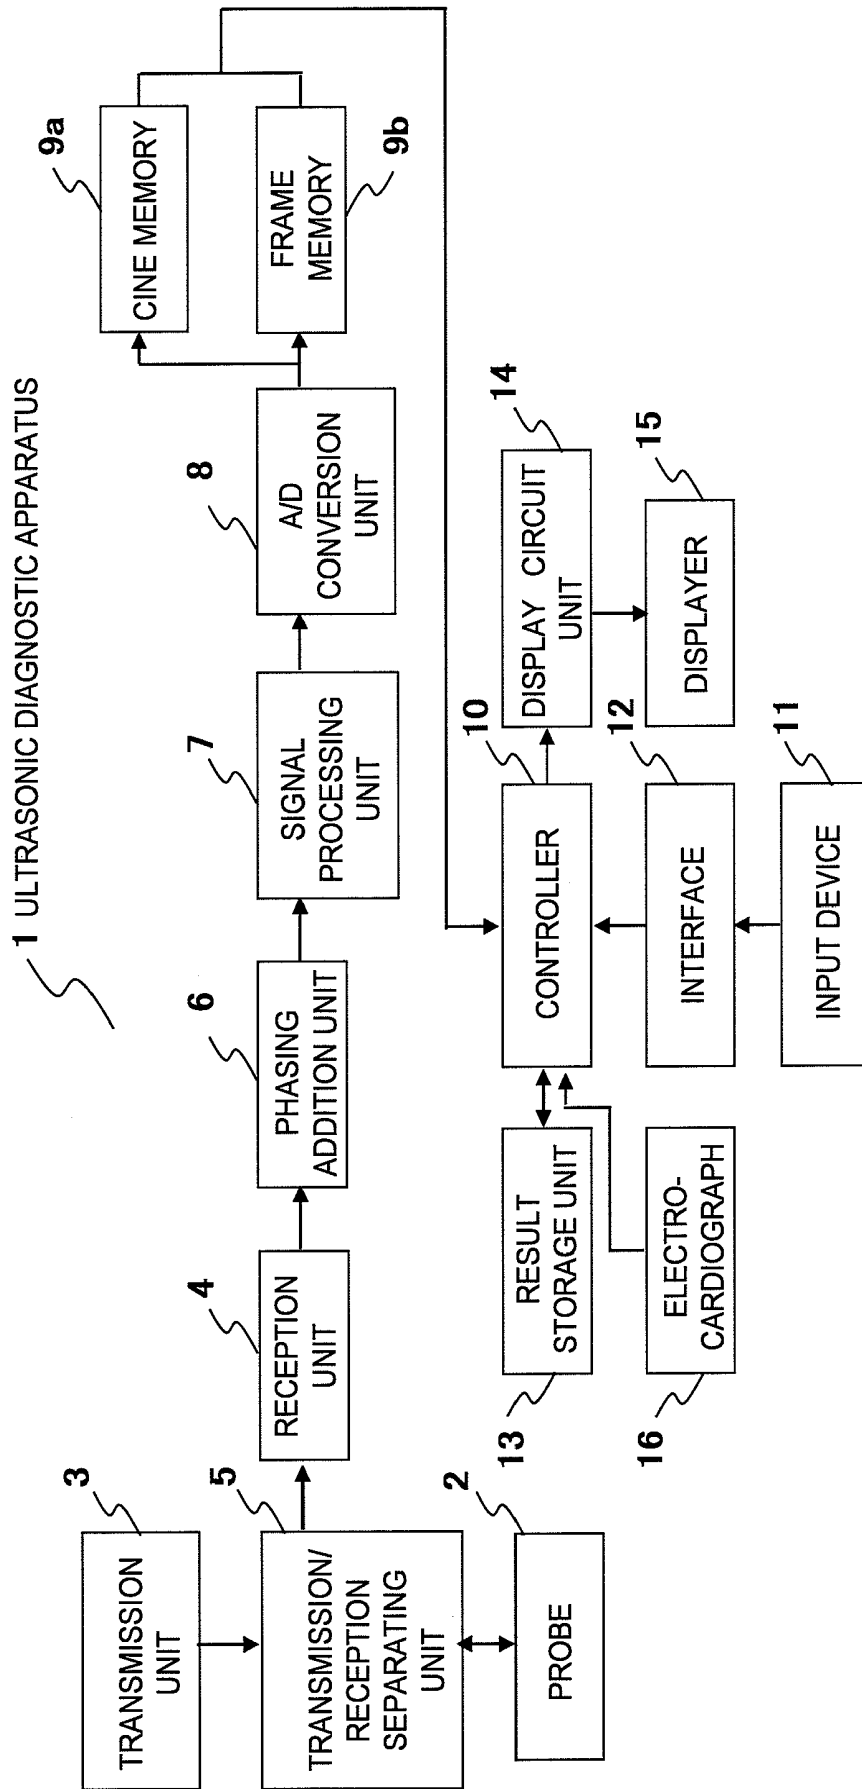 1 ULTRASONIC DIAGNOSTIC APPARATUS
3
TRANSMISSION
UNIT
5
TRANSMISSION/
RECEPTION
SEPARATING
UNIT
2
PROBE
4
RECEPTION
UNIT
6
PHASING
ADDITION UNIT
7
SIGNAL
PROCESSING
UNIT
8
A/D
CONVERSION
UNIT
9a
CINE MEMORY
FRAME
MEMORY
9b
13
RESULT
STORAGE UNIT
16
ELECTRO-
CARDIOGRAPH
10
CONTROLLER
12
INTERFACE
11
INPUT DEVICE
14
DISPLAY CIRCUIT
UNIT
15
DISPLAYER